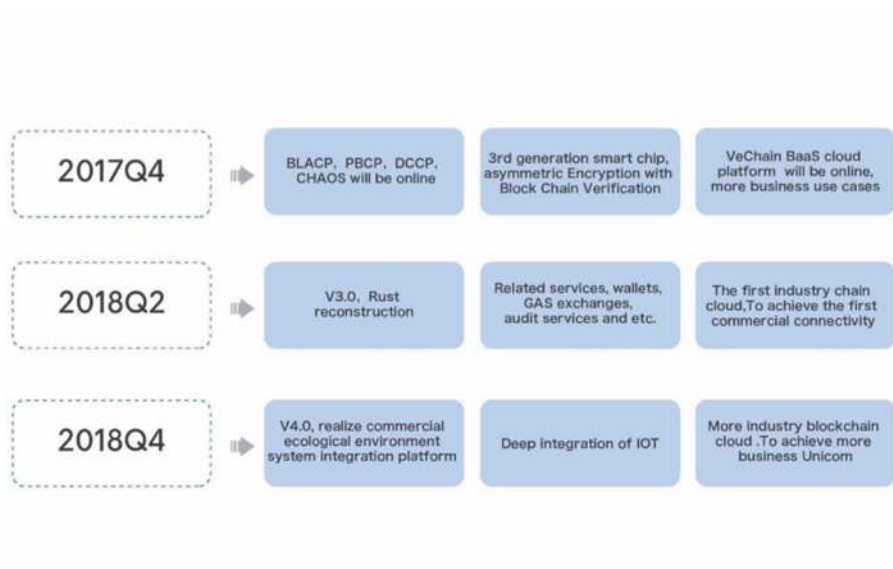 2017Q4
BLACP, PBCP, DCCP,
CHAOS will be online
3rd generation smart chip,
asymmetric Encryption with
Block Chain Verification
VeChain BaaS cloud
platform will be online,
more business use cases
2018Q2
V3.0, Rust
reconstruction
Related services, wallets,
GAS exchanges,
audit services and etc.
The first industry chain
cloud,To achieve the first
commercial connectivity
2018Q4
V4.0, realize commercial
ecological environment
system integration platform
Deep integration of IOT
More industry blockchain
cloud .To achieve more
business Unicorn